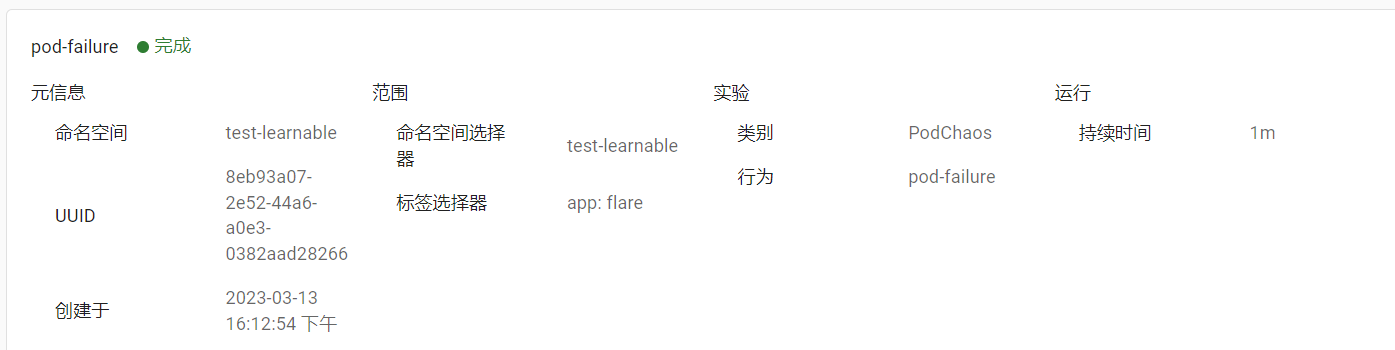 pod-failure 完成
元信息
命名空间 test-learnable
UUID 8eb93a07-
2e52-44a6-
a0e3-
0382aad28266
创建于 2023-03-13
16:12:54 下午
范围
命名空间选择
器 test-learnable
标签选择器 app: flare
实验
类别 PodChaos
行为 pod-failure
运行
持续时间 1m